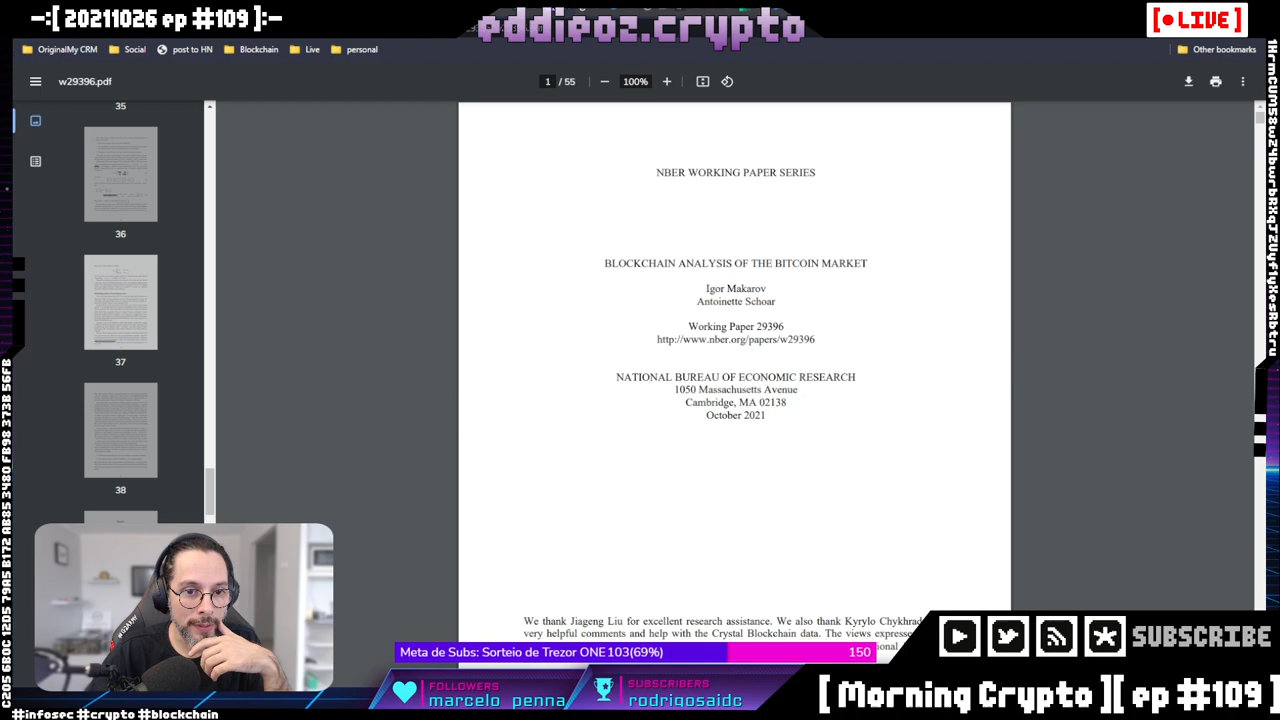 -:[ 20211026 ep #109 ]:-
eddieoz.crypto
[ • LIVE ]
OriginalMy CRM
Social
post to HN
Blockchain
Live
personal
Other bookmarks
w29396.pdf
1 / 55
100%
35
36
37
38
NBER WORKING PAPER SERIES
BLOCKCHAIN ANALYSIS OF THE BITCOIN MARKET
Igor Makarov
Antoinette Schoar
Working Paper 29396
http://www.nber.org/papers/w29396
NATIONAL BUREAU OF ECONOMIC RESEARCH
1050 Massachusetts Avenue
Cambridge, MA 02138
October 2021
We thank Jiageng Liu for excellent research assistance. We also thank Kyrylo Chykhrad
very helpful comments and help with the Crystal Blockchain data. The views expresse
Meta de Subs: Sorteio de Trezor ONE 103(69%)
150
FOLLOWERS
marcelo penna
SUBSCRIBERS
rodrigosaidc
SUBSCRIBE
[ Morning Crypto ][ ep #109 ]
#infosec #crypto #blockchain